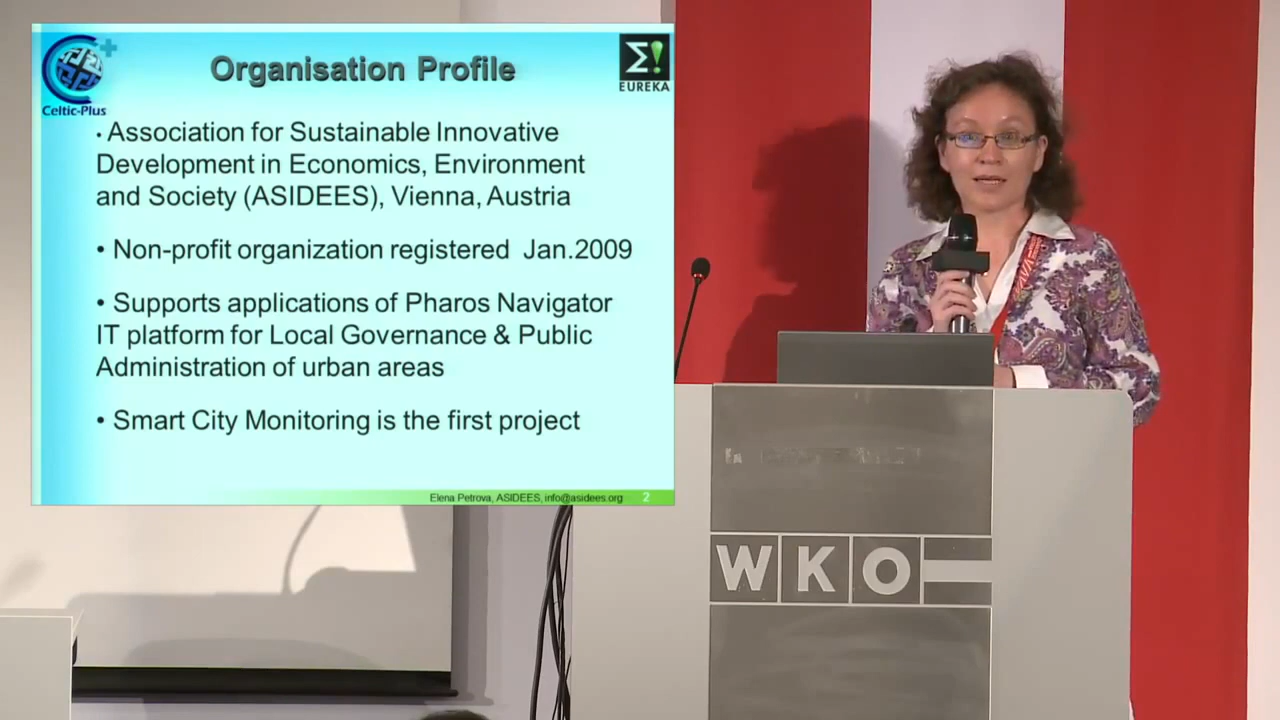 Organisation Profile
Celtic-Plus
Σ!
EUREKA
• Association for Sustainable Innovative
Development in Economics, Environment
and Society (ASIDEES), Vienna, Austria
• Non-profit organization registered Jan.2009
• Supports applications of Pharos Navigator
IT platform for Local Governance & Public
Administration of urban areas
• Smart City Monitoring is the first project
Elena Petrova, ASIDEES, info@asidees.org 2
WKO